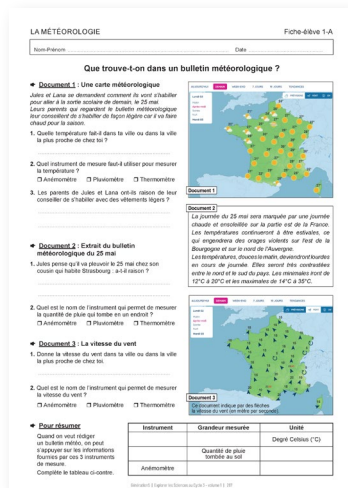 LA MÉTÉOROLOGIE
Fiche-élève 1-A
Nom-Prénom
Date
Que trouve-t-on dans un bulletin météorologique ?
Document 1 : Une carte météorologique
Jules et Lana se demandent comment ils vont s'habiller
pour aller à la sortie scolaire de demain, le 25 mai.
Leurs parents qui regardent le bulletin météorologique
leur conseillent de s'habiller de façon légère car il va faire
chaud pour la saison.
1. Quelle température fait-il dans ta ville ou dans la ville
la plus proche de chez toi ?
2. Quel instrument de mesure faut-il utiliser pour mesurer
la température ?
❒ Anémomètre ❒ Pluviomètre ❒ Thermomètre
3. Les parents de Jules et Lana ont-ils raison de leur
conseiller de s'habiller avec des vêtements légers ?
Document 1
Document 2
La journée du 25 mai sera marquée par une journée
chaude et ensoleillée sur la partie est de la France.
Les températures continueront à être estivales, ce
qui engendrera des orages violents sur l'est de la
Bourgogne et sur le nord de l'Auvergne.
Les températures, douces le matin, deviendront lourdes
en cours de journée. Elles seront très contrastées
entre le nord et le sud du pays. Les minimales iront de
12°C à 20°C et les maximales de 14°C à 35°C.
Document 2 : Extrait du bulletin
météorologique du 25 mai
1. Jules pense qu'il va pleuvoir le 25 mai chez son
cousin qui habite Strasbourg : a-t-il raison ?
2. Quel est le nom de l'instrument qui permet de mesurer
la quantité de pluie qui tombe en un endroit ?
❒ Anémomètre ❒ Pluviomètre ❒ Thermomètre
Document 3 : La vitesse du vent
1. Donne la vitesse du vent dans ta ville ou dans la ville
la plus proche de chez toi.
2. Quel est le nom de l'instrument qui permet de mesurer
la vitesse du vent ?
❒ Anémomètre ❒ Pluviomètre ❒ Thermomètre
Document 3
Ce document indique par des flèches
la vitesse du vent (en mètre par seconde).
Pour résumer
Quand on veut rédiger
un bulletin météo, on peut
s'appuyer sur les informations
fournies par ces 3 instruments
de mesure.
Complète le tableau ci-contre.
Instrument Grandeur mesurée Unité
Degré Celsius (°C)
Quantité de pluie
tombée au sol
Anémomètre